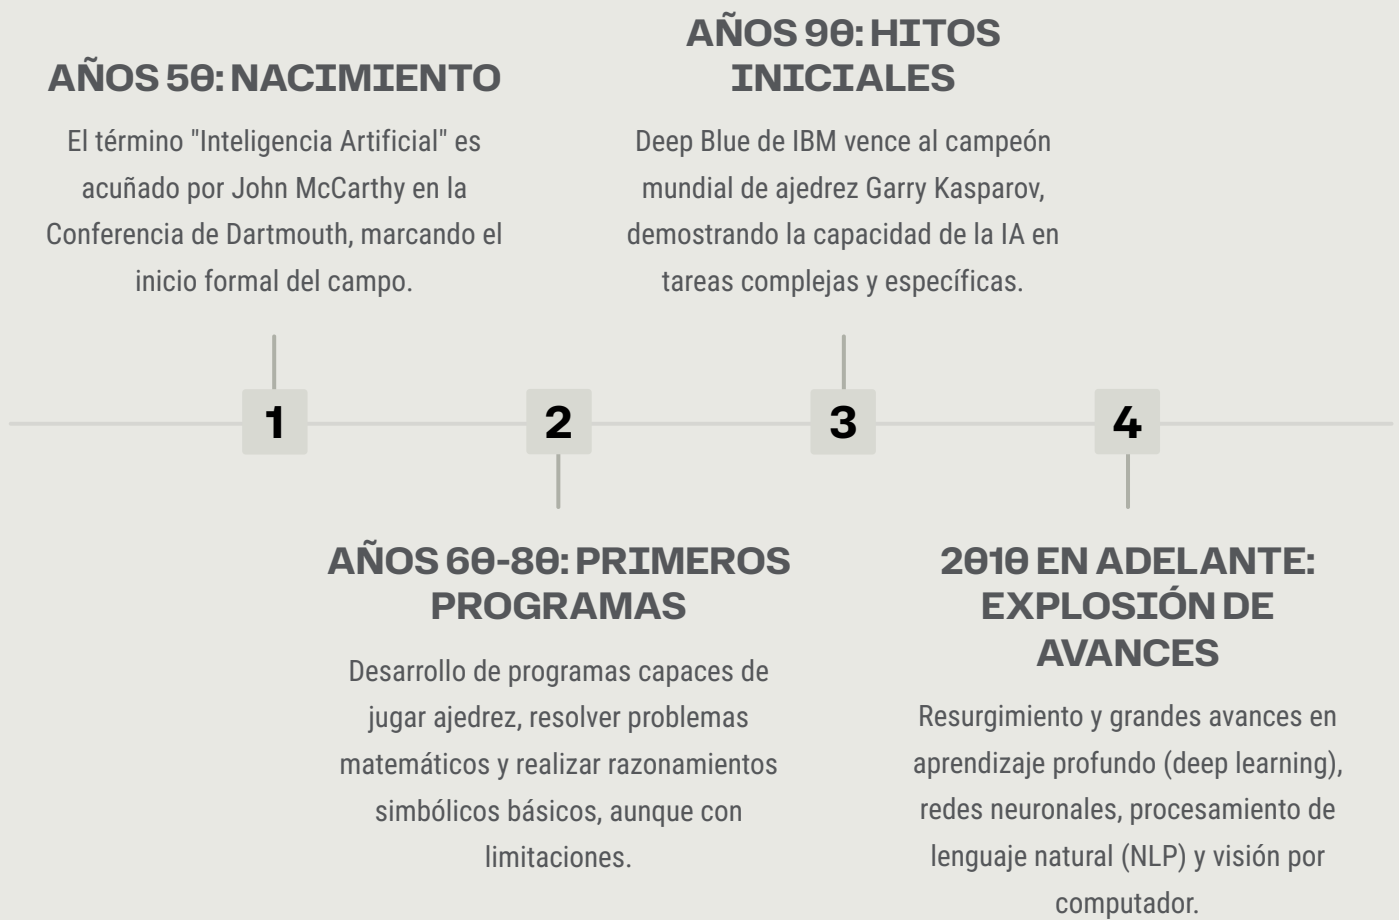 AÑOS 50: NACIMIENTO
El término "Inteligencia Artificial" es
acuñado por John McCarthy en la
Conferencia de Dartmouth, marcando el
inicio formal del campo.
1
AÑOS 60-80: PRIMEROS
PROGRAMAS
Desarrollo de programas capaces de
jugar ajedrez, resolver problemas
matemáticos y realizar razonamientos
simbólicos básicos, aunque con
limitaciones.
2
AÑOS 90: HITOS
INICIALES
Deep Blue de IBM vence al campeón
mundial de ajedrez Garry Kasparov,
demostrando la capacidad de la IA en
tareas complejas y específicas.
3
2010 EN ADELANTE:
EXPLOSIÓN DE
AVANCES
Resurgimiento y grandes avances en
aprendizaje profundo (deep learning),
redes neuronales, procesamiento de
lenguaje natural (NLP) y visión por
computador.
4